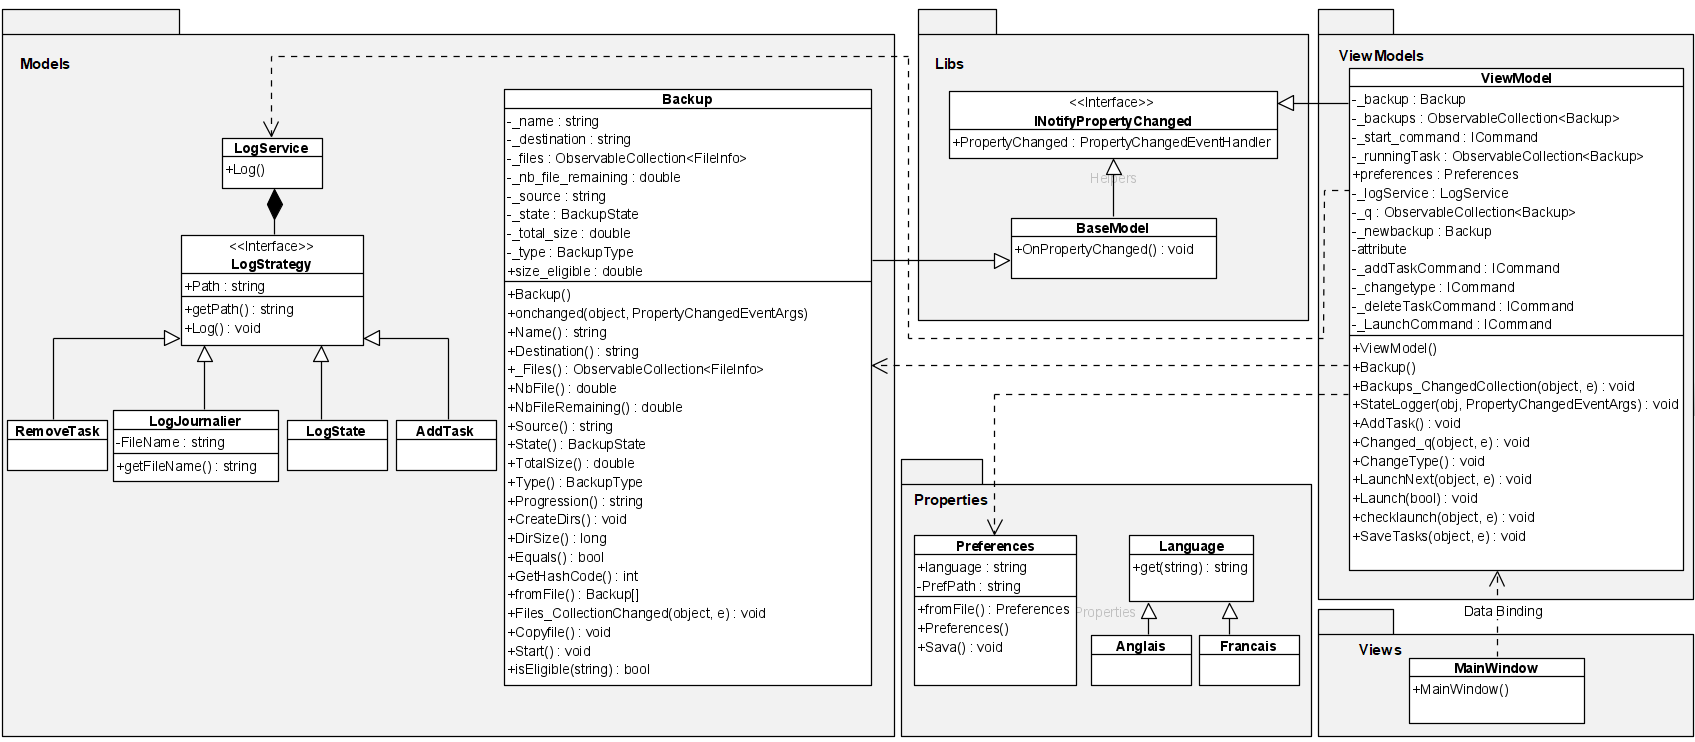 Models
LogService
+Log()
<<Interface>>
LogStrategy
+Path : string
+getPath() : string
+Log() : void
RemoveTask
LogJournalier
-FileName : string
+getFileName() : string
LogState
AddTask
Backup
-_name : string
-_destination : string
-_files : ObservableCollection<FileInfo>
-_nb_file_remaining : double
-_source : string
-_state : BackupState
-_total_size : double
-_type : BackupType
+size_eligible : double
+Backup()
+onchanged(object, PropertyChangedEventArgs)
+Name() : string
+Destination() : string
+_Files() : ObservableCollection<FileInfo>
+NbFile() : double
+NbFileRemaining() : double
+Source() : string
+State() : BackupState
+TotalSize() : double
+Type() : BackupType
+Progression() : string
+CreateDirs() : void
+DirSize() : long
+Equals() : bool
+GetHashCode() : int
+fromFile() : Backup[]
+Files_CollectionChanged(object, e) : void
+Copyfile() : void
+Start() : void
+isEligible(string) : bool
Libs
<<Interface>>
INotifyPropertyChanged
+PropertyChanged : PropertyChangedEventHandler
Helpers
BaseModel
+OnPropertyChanged() : void
Properties
Preferences
+language : string
-PrefPath : string
+fromFile() : Preferences
+Preferences()
+Sava() : void
Language
+get(string) : string
Properties
Anglais
Francais
ViewModels
ViewModel
-_backup : Backup
-_backups : ObservableCollection<Backup>
-_start_command : ICommand
-_runningTask : ObservableCollection<Backup>
+preferences : Preferences
-_logService : LogService
-_q : ObservableCollection<Backup>
-_newbackup : Backup
-attribute
-_addTaskCommand : ICommand
-_changetype : ICommand
-_deleteTaskCommand : ICommand
-_LaunchCommand : ICommand
+ViewModel()
+Backup()
+Backups_ChangedCollection(object, e) : void
+StateLogger(obj, PropertyChangedEventArgs) : void
+AddTask() : void
+Changed_q(object, e) : void
+ChangeType() : void
+LaunchNext(object, e) : void
+Launch(bool) : void
+checklaunch(object, e) : void
+SaveTasks(object, e) : void
Data Binding
Views
MainWindow
+MainWindow()